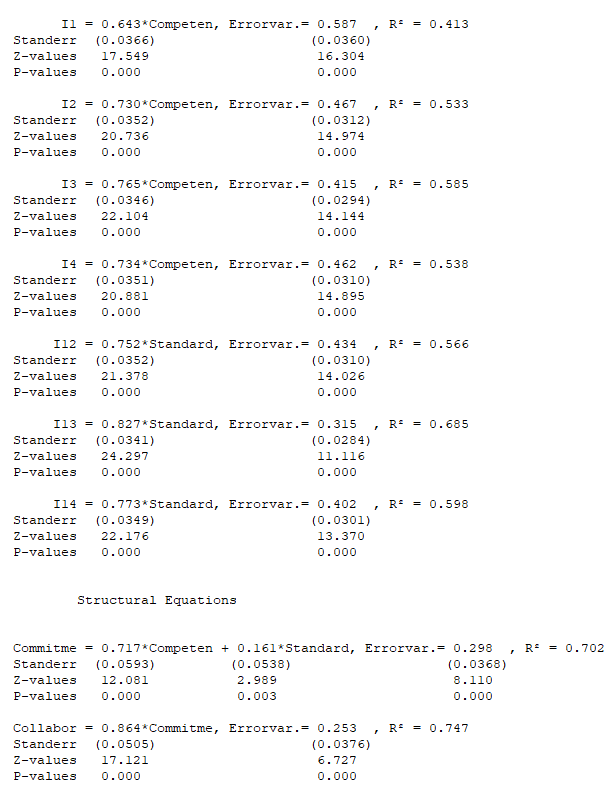 I1 = 0.643*Competen, Errorvar.= 0.587 , R² = 0.413
Standerr (0.0366) (0.0360)
Z-values 17.549 16.304
P-values 0.000 0.000
I2 = 0.730*Competen, Errorvar.= 0.467 , R² = 0.533
Standerr (0.0352) (0.0312)
Z-values 20.736 14.974
P-values 0.000 0.000
I3 = 0.765*Competen, Errorvar.= 0.415 , R² = 0.585
Standerr (0.0346) (0.0294)
Z-values 22.104 14.144
P-values 0.000 0.000
I4 = 0.734*Competen, Errorvar.= 0.462 , R² = 0.538
Standerr (0.0351) (0.0310)
Z-values 20.881 14.895
P-values 0.000 0.000
I12 = 0.752*Standard, Errorvar.= 0.434 , R² = 0.566
Standerr (0.0352) (0.0310)
Z-values 21.378 14.026
P-values 0.000 0.000
I13 = 0.827*Standard, Errorvar.= 0.315 , R² = 0.685
Standerr (0.0341) (0.0284)
Z-values 24.297 11.116
P-values 0.000 0.000
I14 = 0.773*Standard, Errorvar.= 0.402 , R² = 0.598
Standerr (0.0349) (0.0301)
Z-values 22.176 13.370
P-values 0.000 0.000
Structural Equations
Commitme = 0.717*Competen + 0.161*Standard, Errorvar.= 0.298 , R² = 0.702
Standerr (0.0593) (0.0538) (0.0368)
Z-values 12.081 2.989 8.110
P-values 0.000 0.003 0.000
Collabor = 0.864*Commitme, Errorvar.= 0.253 , R² = 0.747
Standerr (0.0505) (0.0376)
Z-values 17.121 6.727
P-values 0.000 0.000